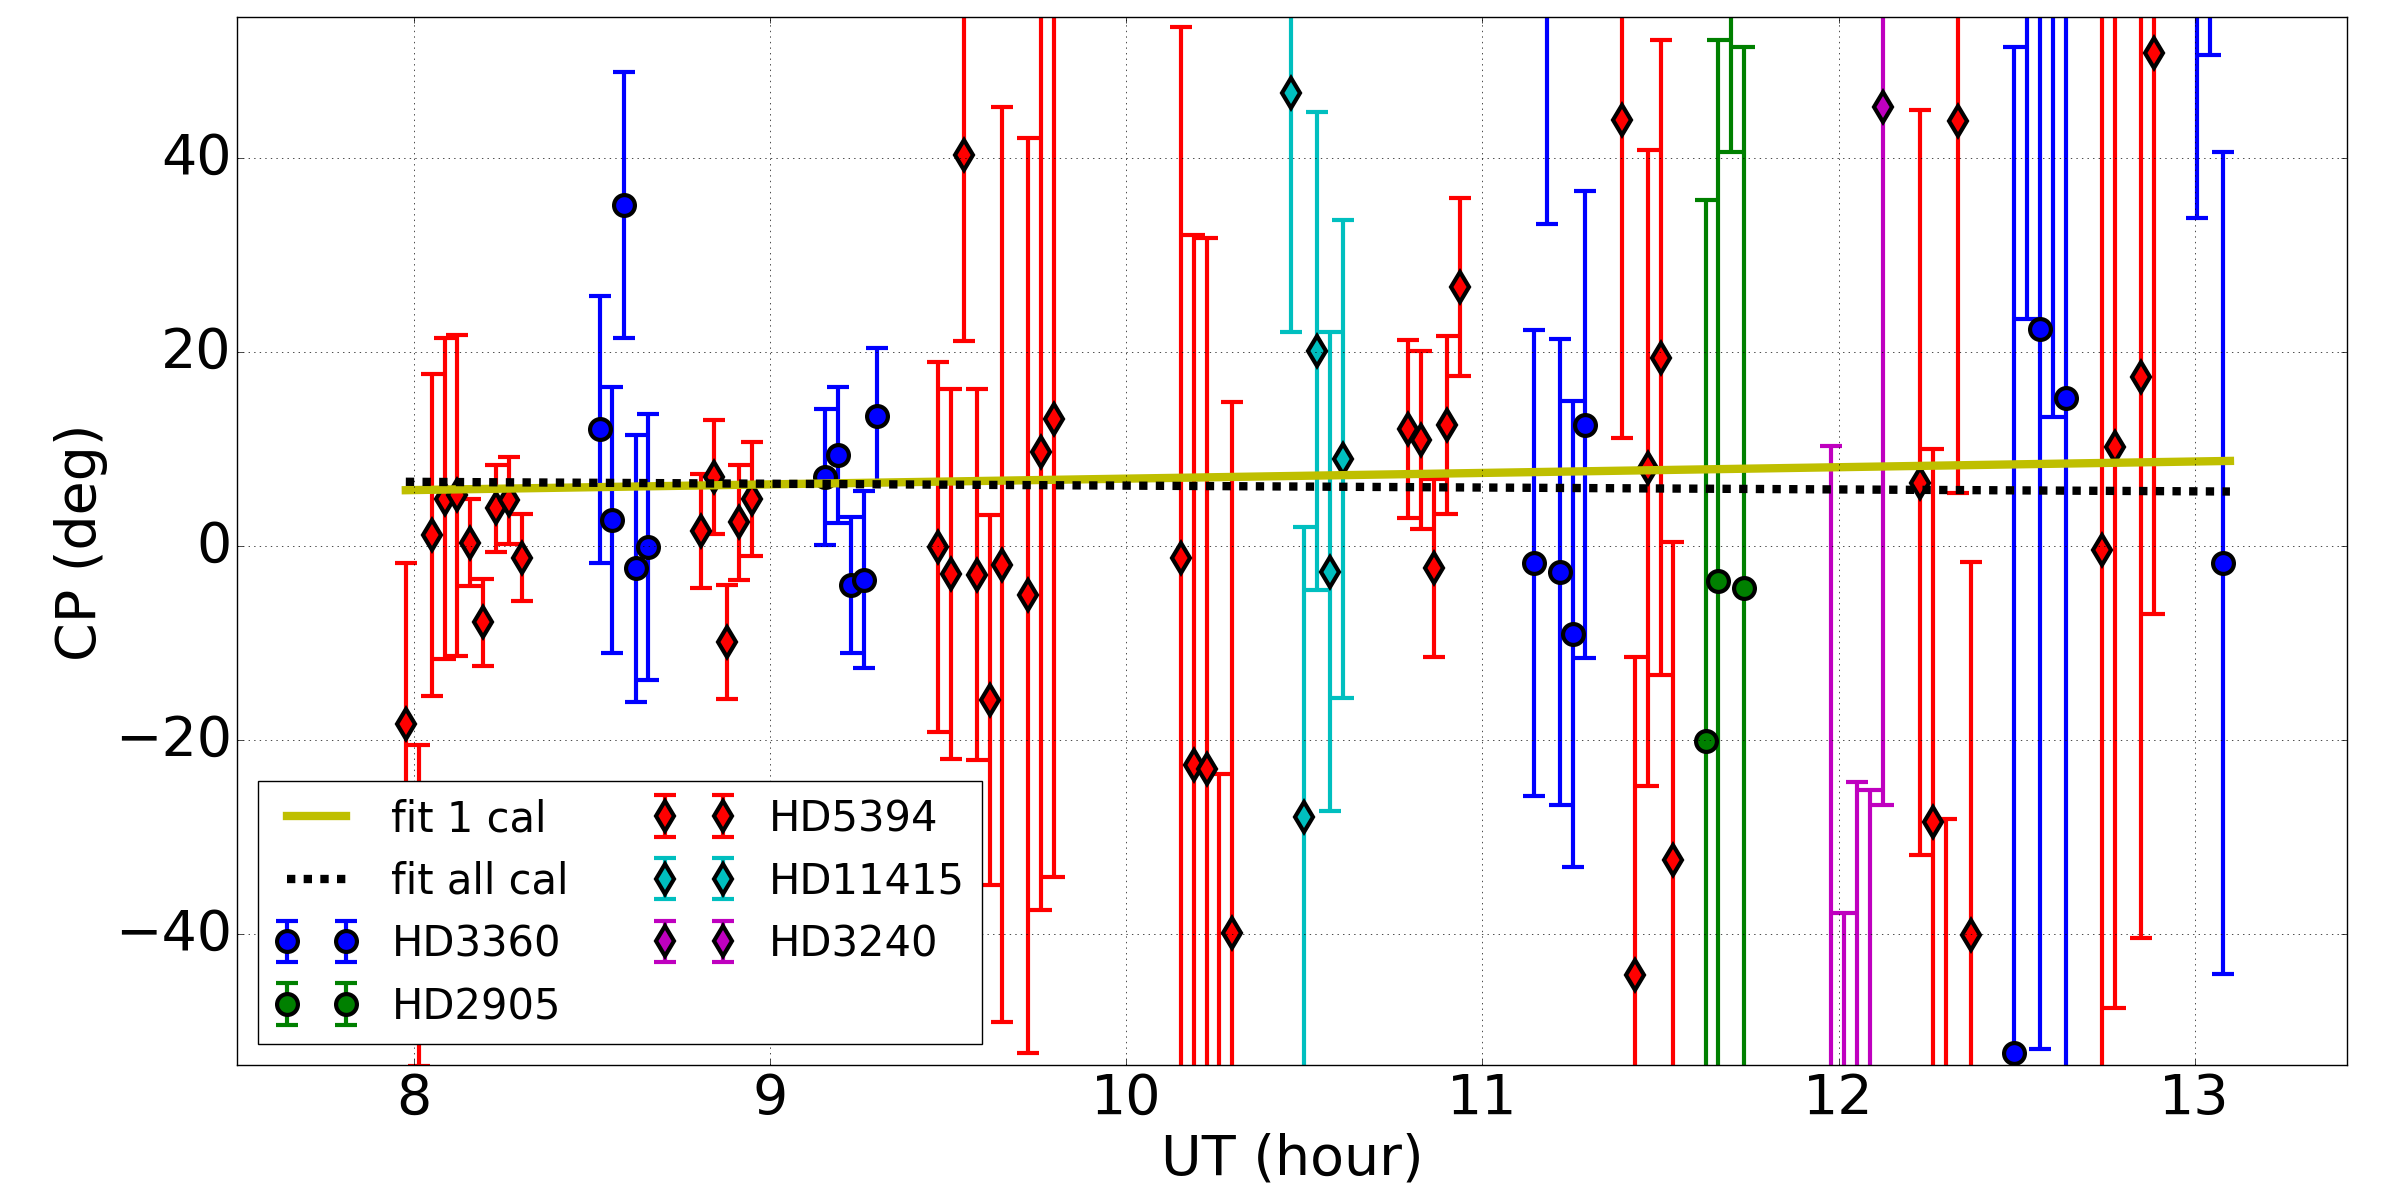 40
20
0
−20
−40
CP (deg)
fit 1 cal
fit all cal
HD3360
HD2905
HD5394
HD11415
HD3240
8 9 10 11 12 13
UT (hour)